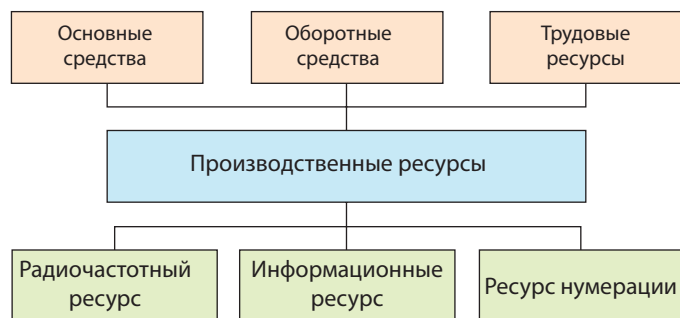 Основные
средства
Оборотные
средства
Трудовые
ресурсы
Производственные ресурсы
Радиочастотный
ресурс
Информационные
ресурс
Ресурс нумерации